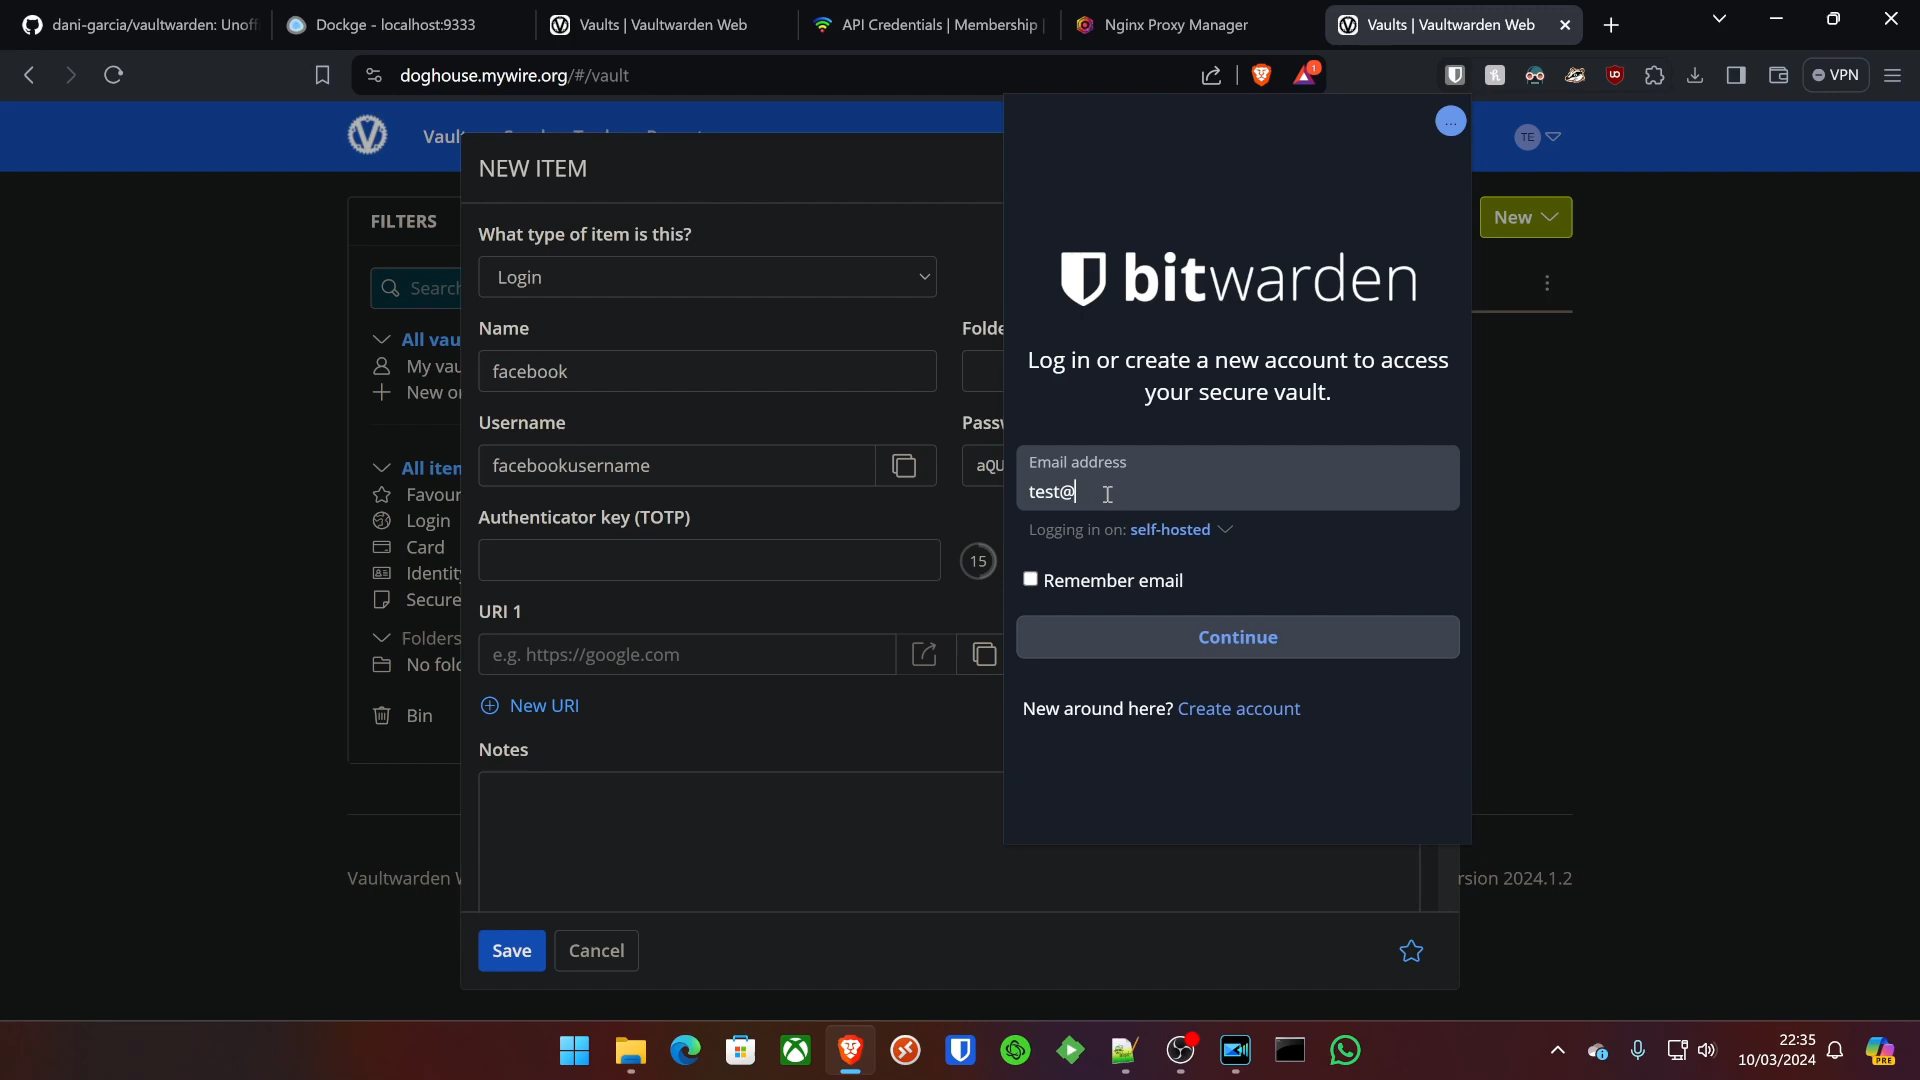 dani-garcia/vaultwarden: Unoff
Dockge - localhost:9333
Vaults | Vaultwarden Web
API Credentials | Membership
Nginx Proxy Manager
Vaults | Vaultwarden Web
doghouse.mywire.org/#/vault
1
VPN
Vault
TE
NEW ITEM
New
FILTERS
What type of item is this?
Login
Search
Name
Folde
All vau
facebook
My vau
New or
Username
Passw
facebookusername
aQU
All iter
Favour
Login
Card
Identity
Secure
Folders
No fold
Bin
Authenticator key (TOTP)
15
URI 1
e.g. https://google.com
New URI
Notes
Save
Cancel
...
bitwarden
Log in or create a new account to access
your secure vault.
Email address
test@
Logging in on: self-hosted
Remember email
Continue
New around here? Create account
Vaultwarden W
rsion 2024.1.2
22:35
10/03/2024
PRE